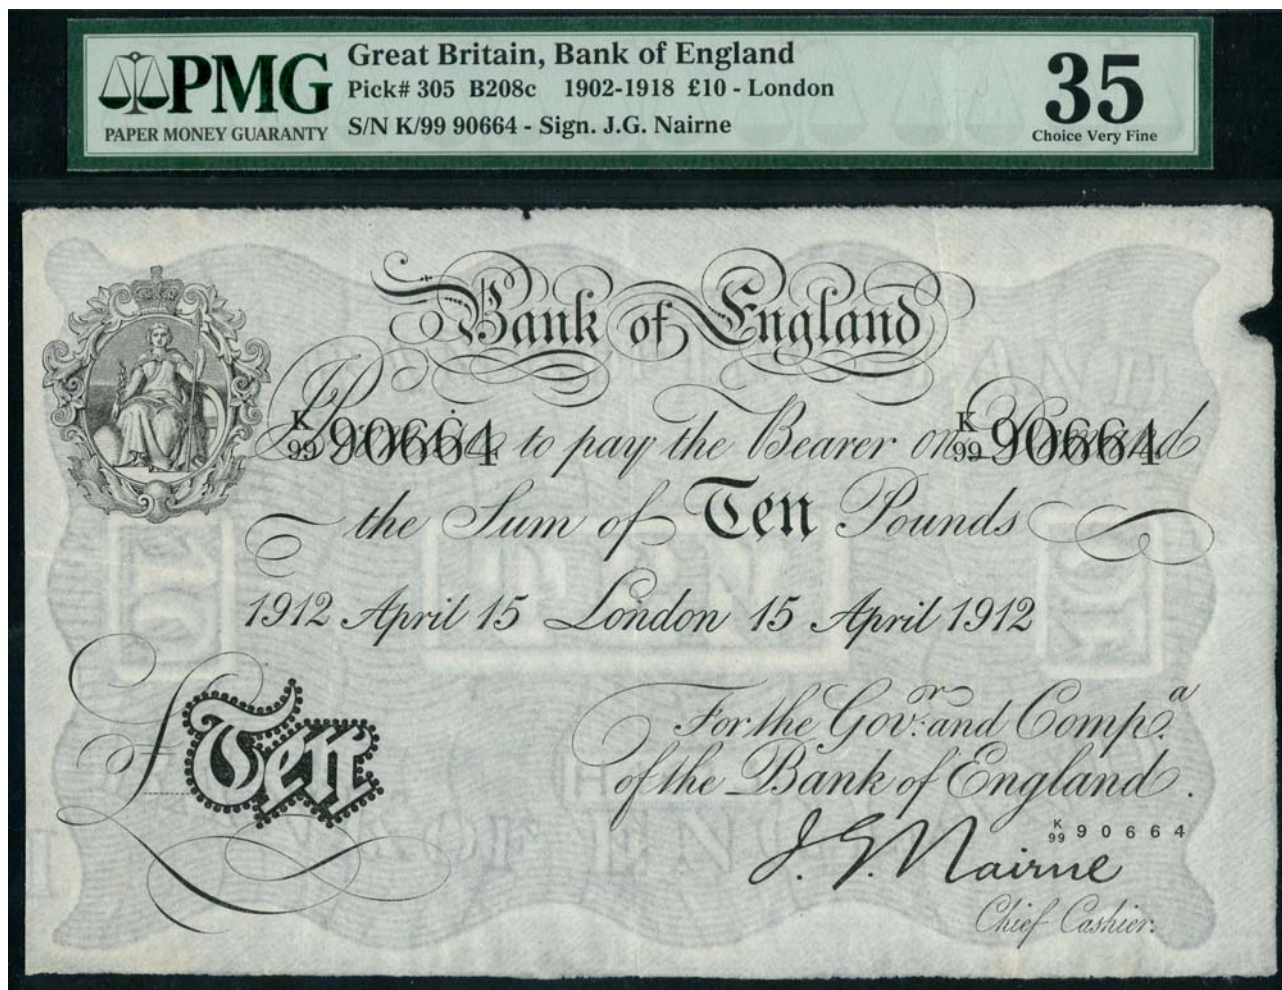 PMG
PAPER MONEY GUARANTY
Great Britain, Bank of England
Pick# 305 B208c 1902-1918 £10 - London
S/N K/99 90664 - Sign. J.G. Nairne
35
Choice Very Fine
Bank of England
K/99 90664 K/99 90664
I Promise to pay the Bearer on Demand
the Sum of Ten Pounds
1912 April 15 London 15 April 1912
£ Ten
For the Govr. and Compa.
of the Bank of England.
K/99 90664
J. G. Nairne
Chief Cashier.